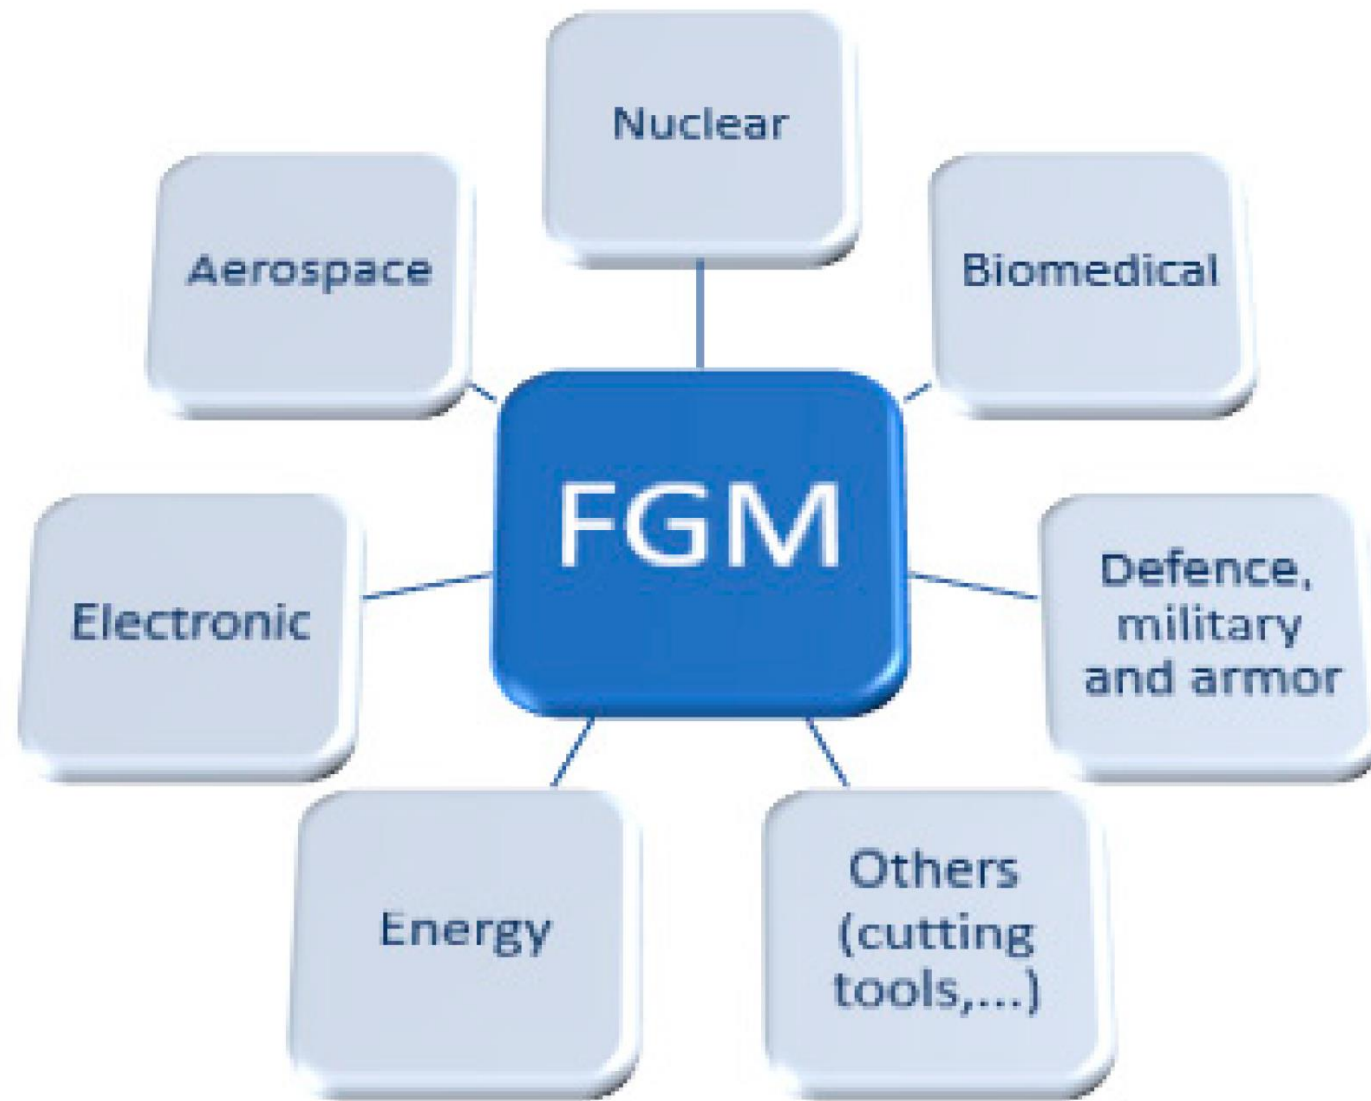 Nuclear
Aerospace
Biomedical
FGM
Electronic
Defence,
military
and armor
Energy
Others
(cutting
tools,...)